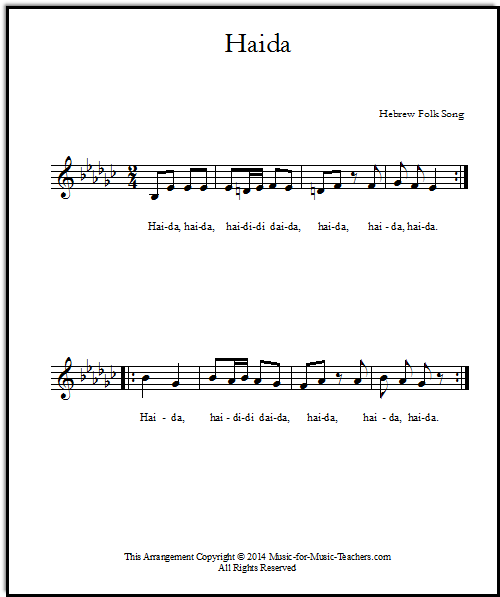 Haida
Hebrew Folk Song
2
4
Hai-da, hai-da, hai-di-di dai-da, hai-da, hai - da, hai-da.
Hai - da, hai - di-di dai-da, hai-da, hai - da, hai-da.
This Arrangement Copyright © 2014 Music-for-Music-Teachers.com
All Rights Reserved